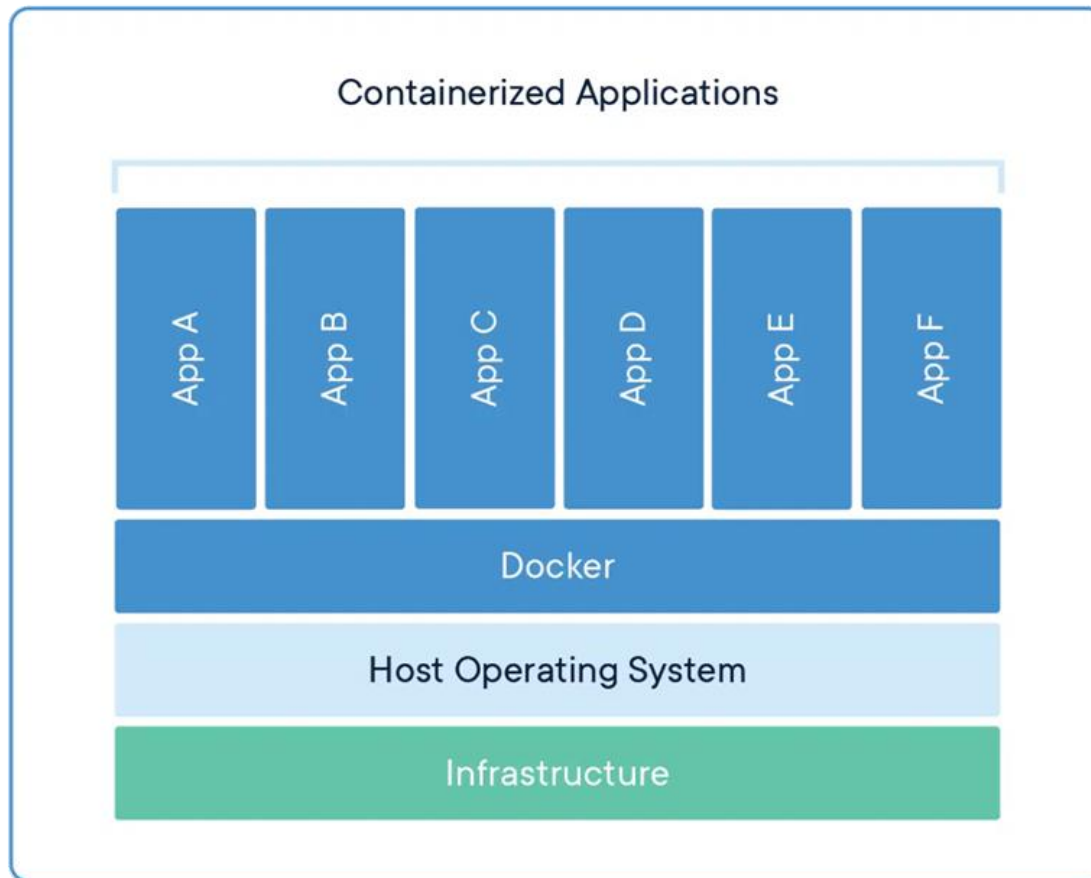 Containerized Applications
App A
App B
App C
App D
App E
App F
Docker
Host Operating System
Infrastructure